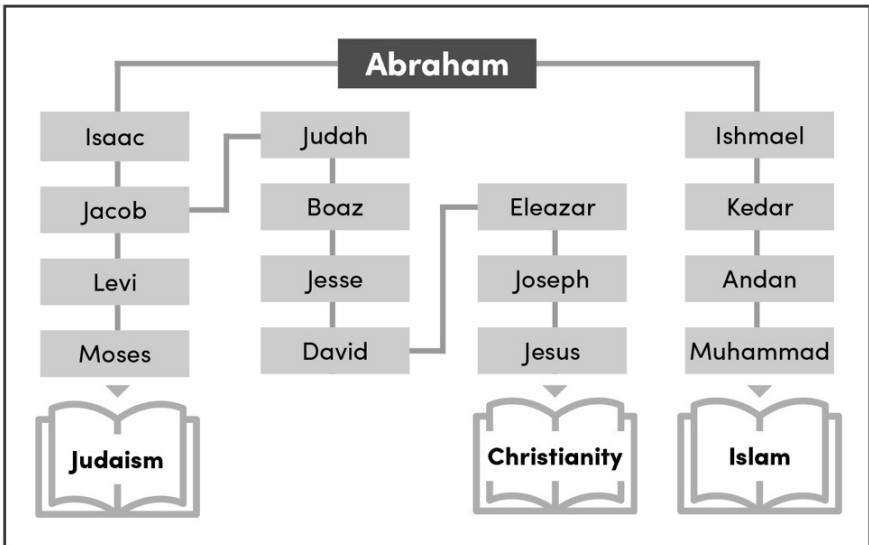 Abraham
Isaac
Jacob
Levi
Moses
Judaism
Judah
Boaz
Jesse
David
Eleazar
Joseph
Jesus
Christianity
Ishmael
Kedar
Andan
Muhammad
Islam